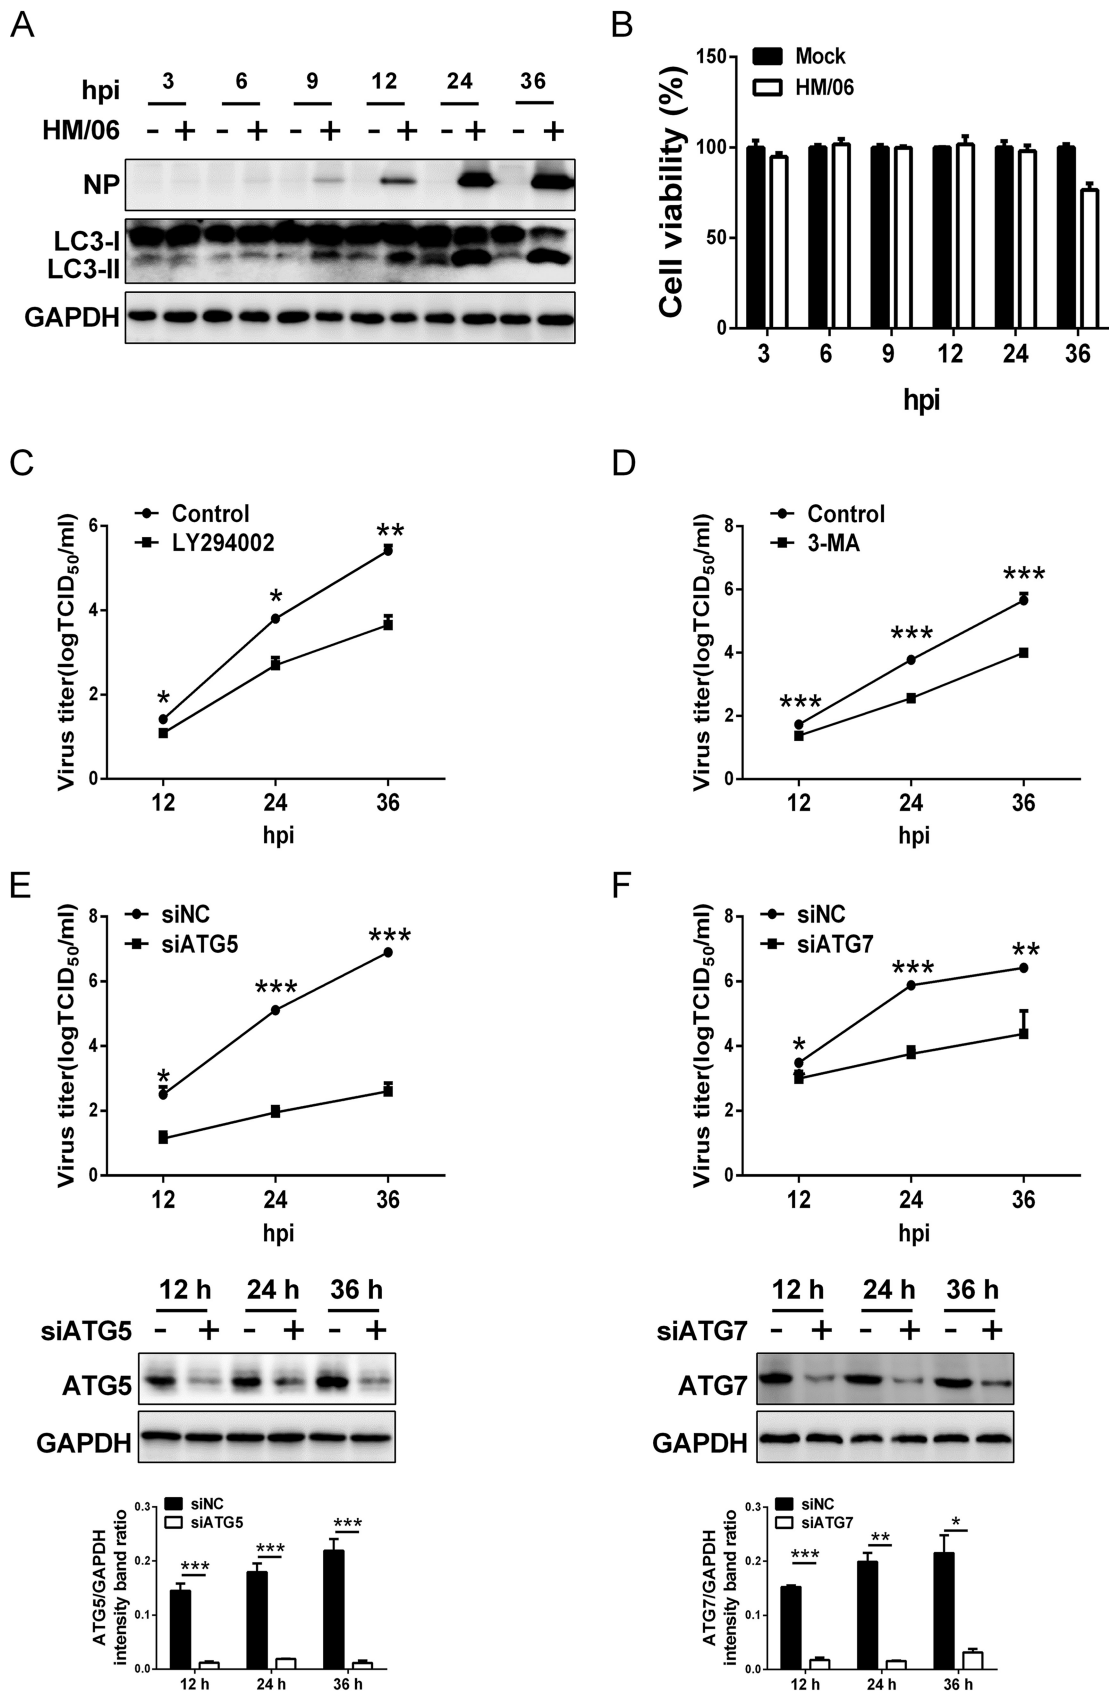 A
hpi 3 6 9 12 24 36
HM/06 - + - + - + - + - + - +
NP
LC3-I
LC3-II
GAPDH
B
Mock
HM/06
Cell viability (%)
150
100
50
0
3 6 9 12 24 36
hpi
C
Control
LY294002
Virus titer(logTCID50/ml)
6
4
2
0
* * **
12 24 36
hpi
D
Control
3-MA
Virus titer(logTCID50/ml)
8
6
4
2
0
*** *** ***
12 24 36
hpi
E
siNC
siATG5
Virus titer(logTCID50/ml)
8
6
4
2
0
* *** ***
12 24 36
hpi
12 h 24 h 36 h
siATG5 - + - + - +
ATG5
GAPDH
siNC
siATG5
ATG5/GAPDH
intensity band ratio
0.3
0.2
0.1
0.0
*** *** ***
12 h 24 h 36 h
F
siNC
siATG7
Virus titer(logTCID50/ml)
8
6
4
2
0
* *** **
12 24 36
hpi
12 h 24 h 36 h
siATG7 - + - + - +
ATG7
GAPDH
siNC
siATG7
ATG7/GAPDH
intensity band ratio
0.3
0.2
0.1
0.0
*** ** *
12 h 24 h 36 h